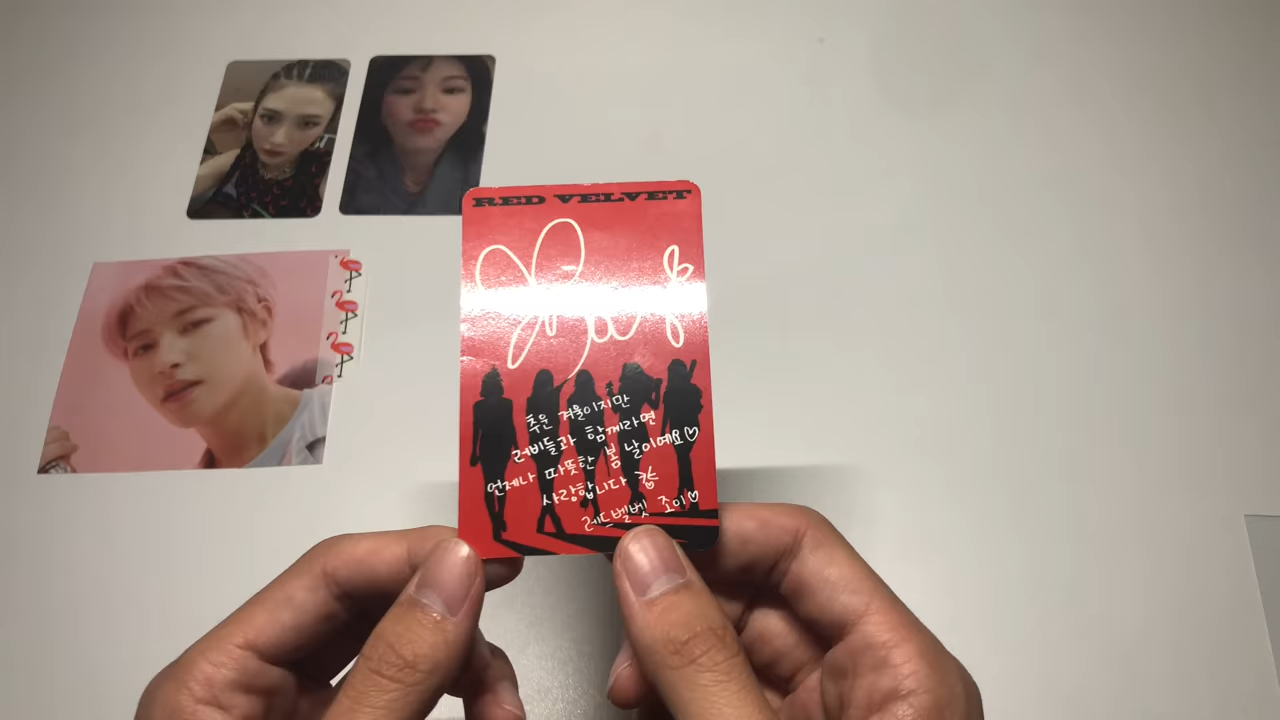 RED VELVET
추운 겨울이지만
러비들과 함께라면
언제나 따뜻한 봄날이예요♡
사랑합니다
레드벨벳 조이♡